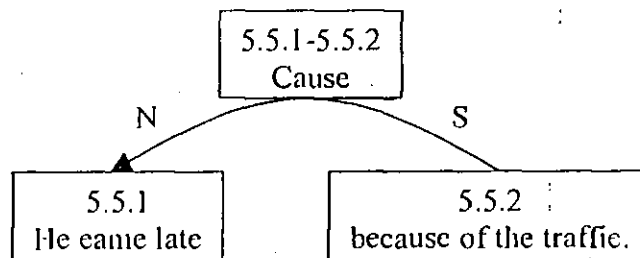 5.5.1-5.5.2
Cause
N
S
5.5.1
He came late
5.5.2
because of the traffic.